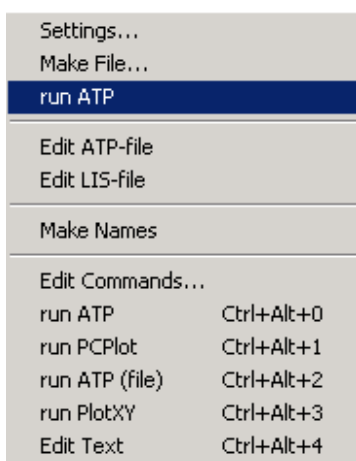 Settings...
Make File...
run ATP
Edit ATP-file
Edit LIS-file
Make Names
Edit Commands...
run ATP Ctrl+Alt+0
run PCPlot Ctrl+Alt+1
run ATP (file) Ctrl+Alt+2
run PlotXY Ctrl+Alt+3
Edit Text Ctrl+Alt+4